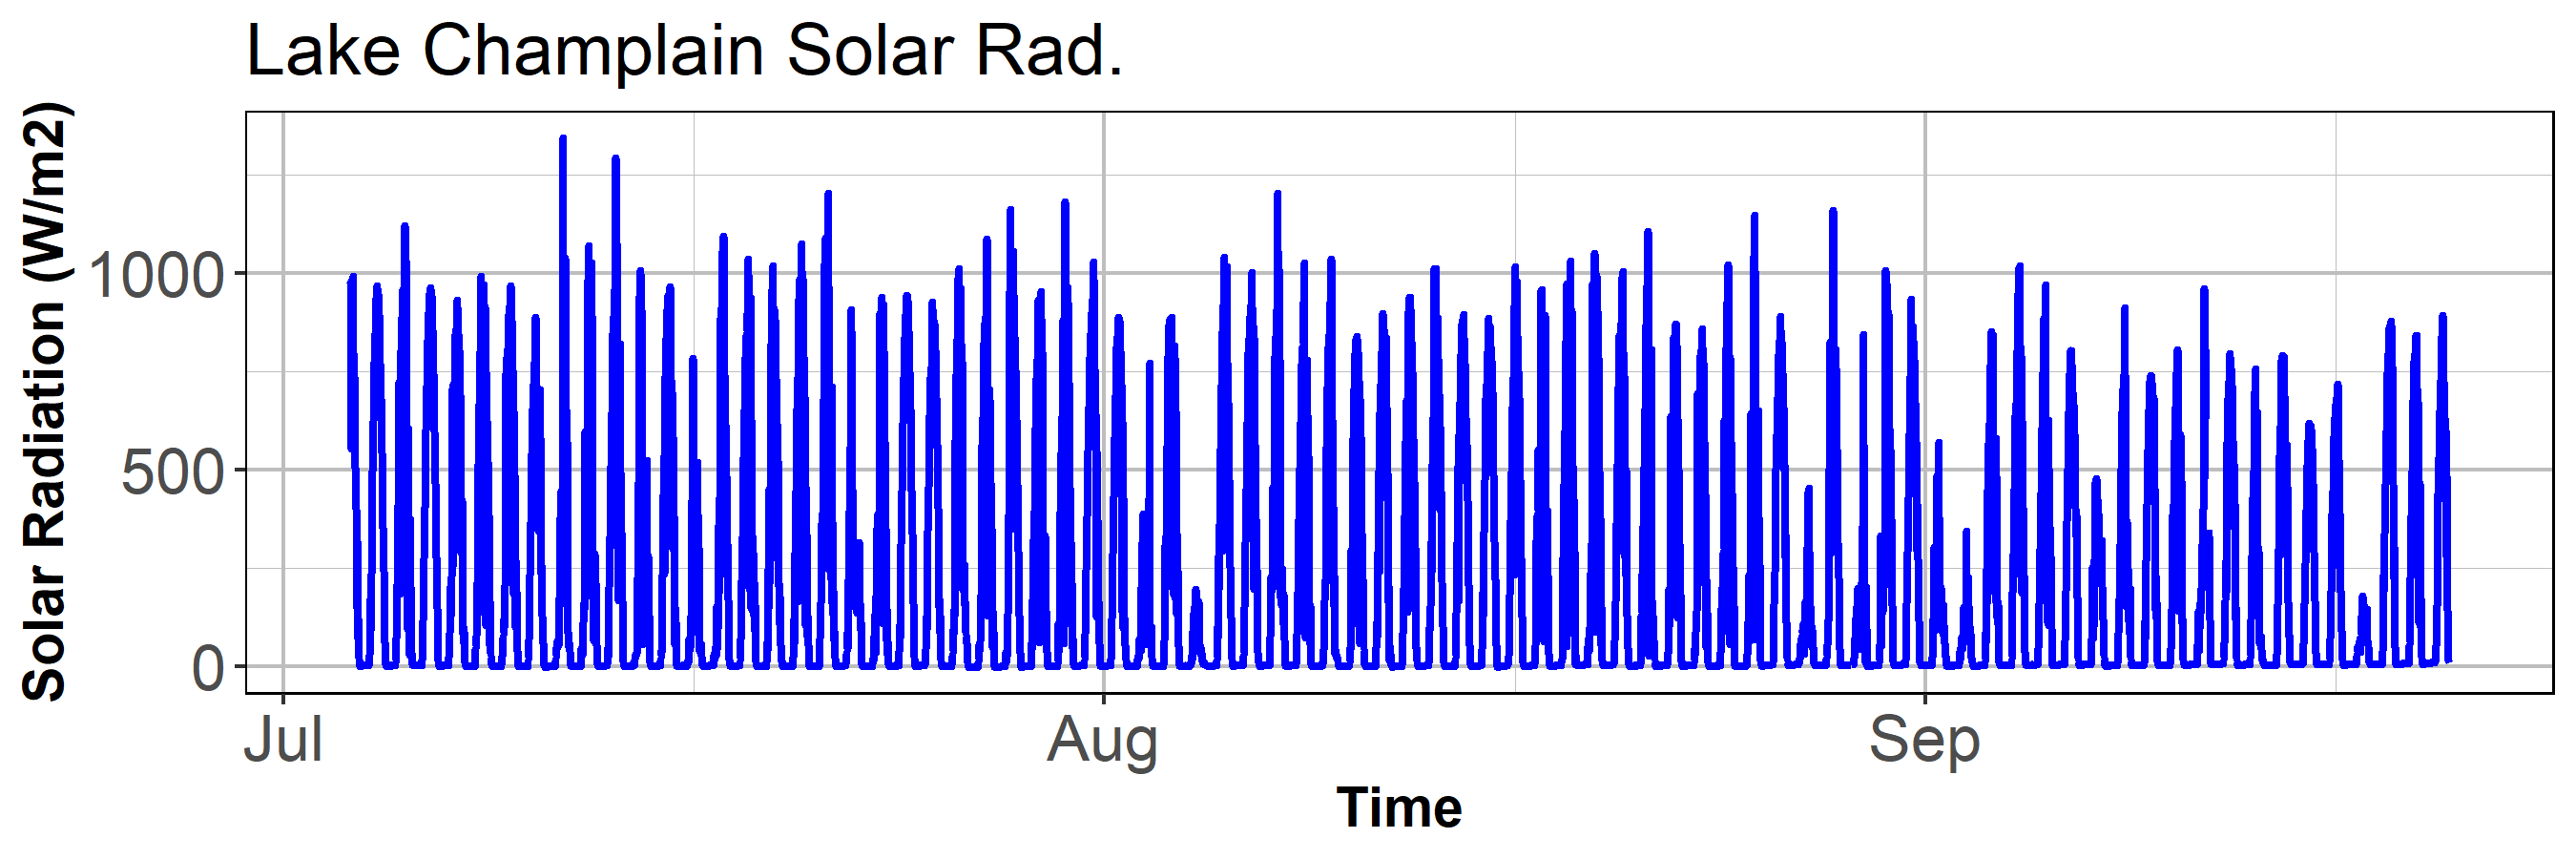 Lake Champlain Solar Rad.
Solar Radiation (W/m2)
1000
500
0
Jul Aug Sep
Time